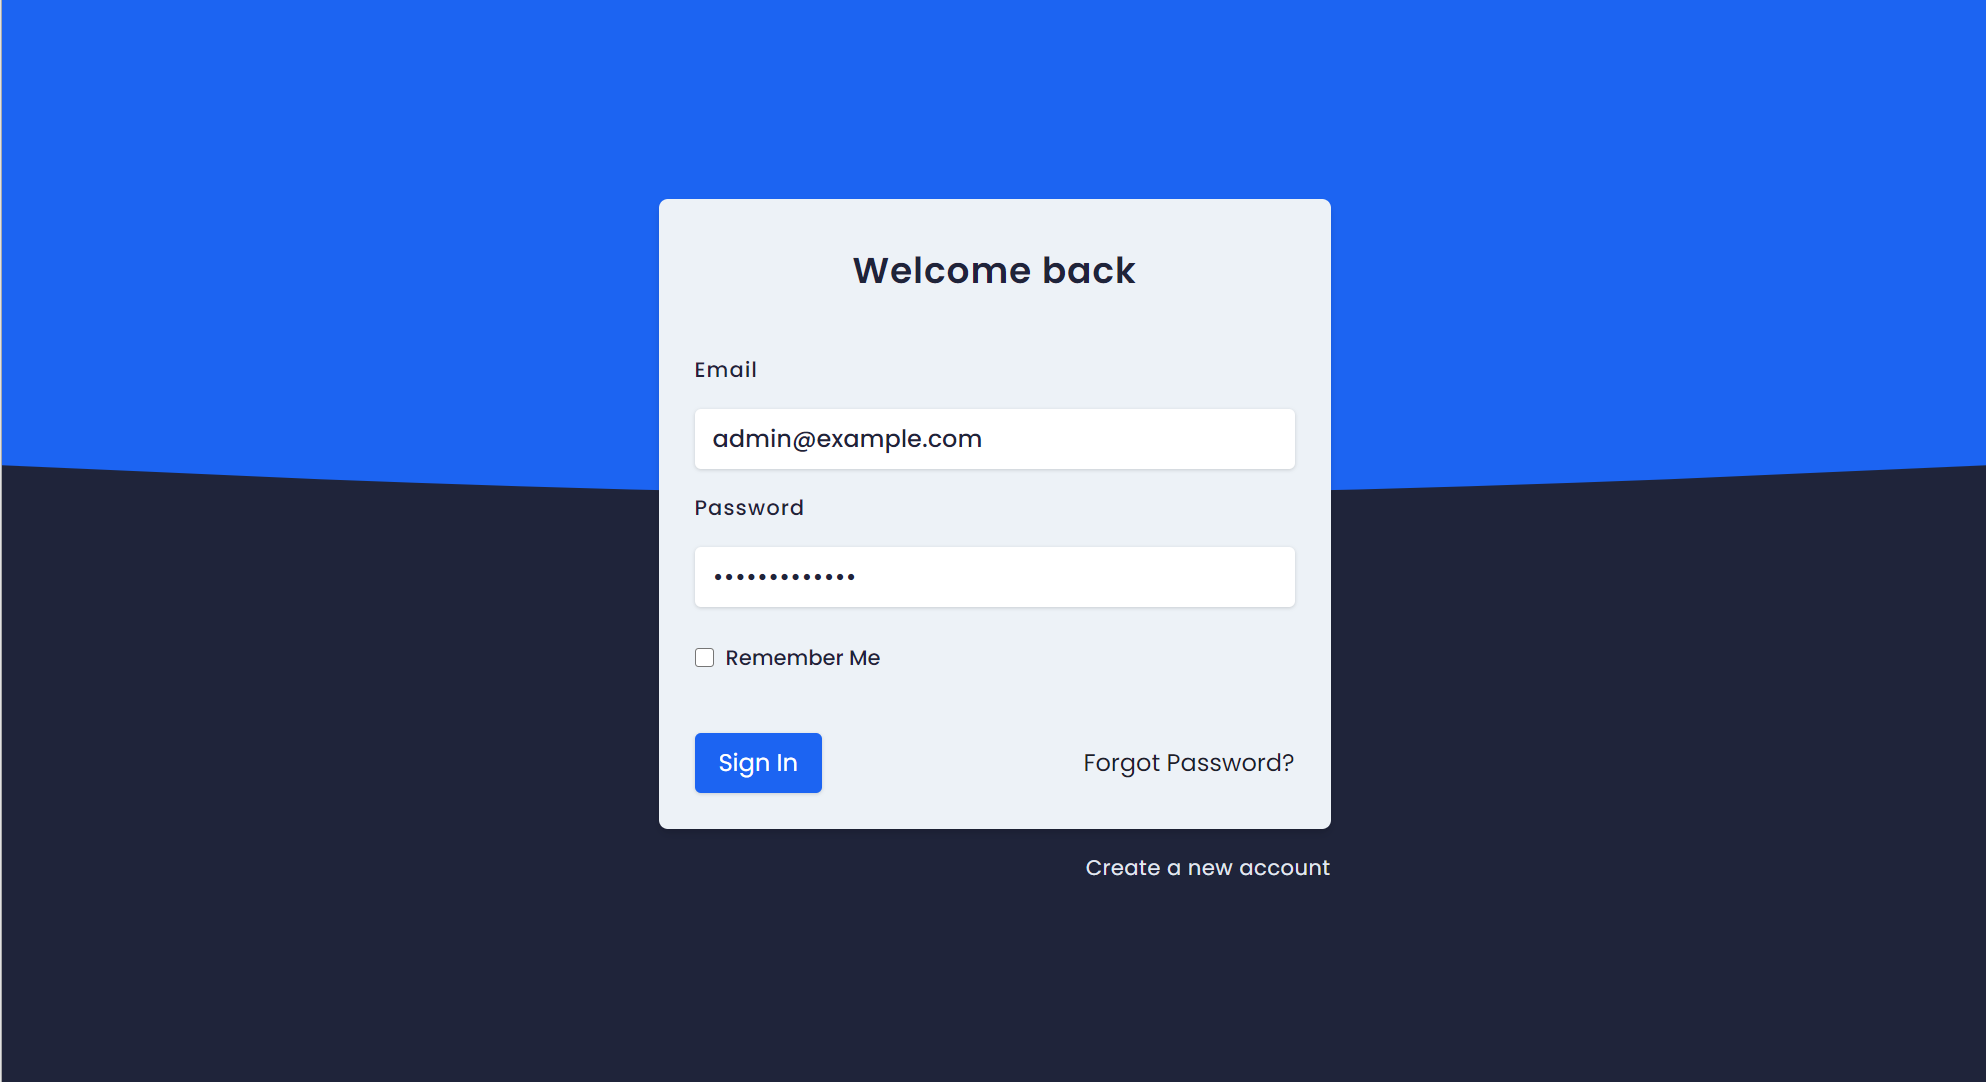 Welcome back
Email
admin@example.com
Password
•••••••••••••
Remember Me
Sign In
Forgot Password?
Create a new account